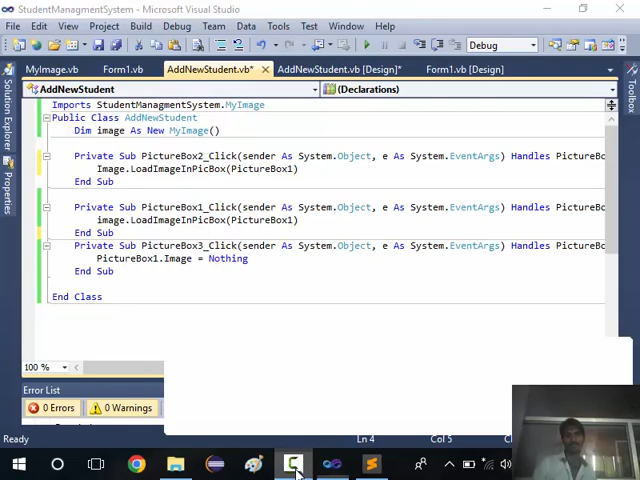 StudentManagmentSystem - Microsoft Visual Studio
File Edit View Project Build Debug Team Data Tools Test Window Help
Debug
MyImage.vb Form1.vb AddNewStudent.vb* AddNewStudent.vb [Design]* Form1.vb [Design]
AddNewStudent (Declarations)
Solution Explorer
Properties
Toolbox
Imports StudentManagmentSystem.MyImage
Public Class AddNewStudent
Dim image As New MyImage()
Private Sub PictureBox2_Click(sender As System.Object, e As System.EventArgs) Handles PictureBo
image.LoadImageInPicBox(PictureBox1)
End Sub
Private Sub PictureBox1_Click(sender As System.Object, e As System.EventArgs) Handles PictureBo
image.LoadImageInPicBox(PictureBox1)
End Sub
Private Sub PictureBox3_Click(sender As System.Object, e As System.EventArgs) Handles PictureBo
PictureBox1.Image = Nothing
End Sub
End Class
100 %
Error List
0 Errors 0 Warnings
Ready Ln 4 Col 5